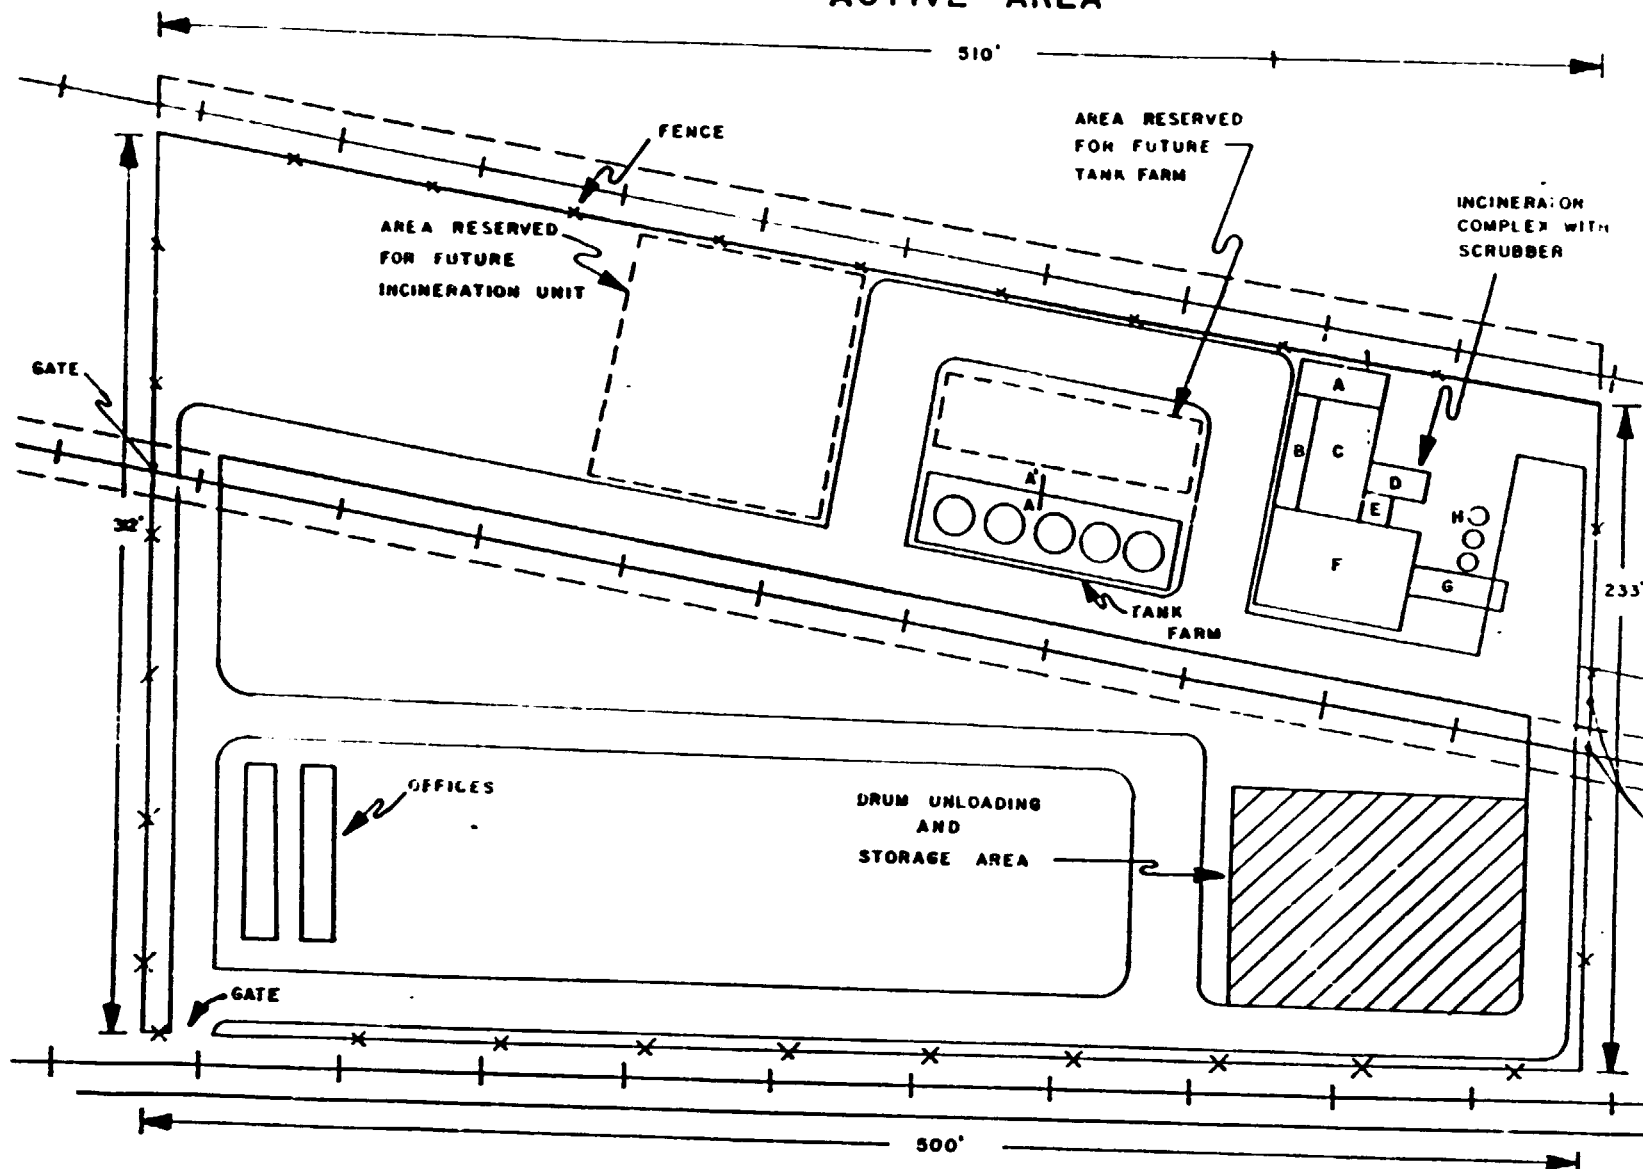 ACTIVE AREA
510'
FENCE
AREA RESERVED
FOR FUTURE
TANK FARM
INCINERATOR
COMPLEX WITH
SCRUBBER
AREA RESERVED
FOR FUTURE
INCINERATION UNIT
GATE
A
B
C
D
E
F
G
H
A'
A
312'
233'
TANK
FARM
OFFICES
DRUM UNLOADING
AND
STORAGE AREA
GATE
500'